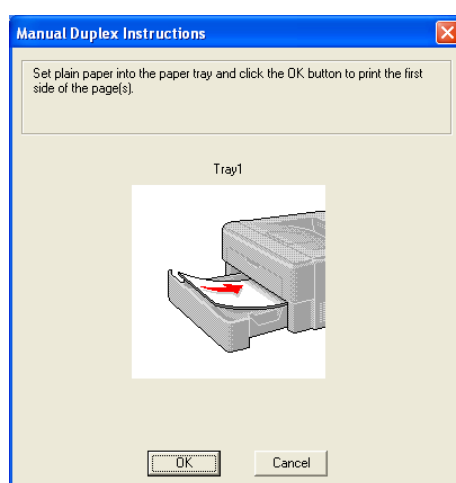 Manual Duplex Instructions
Set plain paper into the paper tray and click the OK button to print the first
side of the page(s).
Tray1
OK
Cancel